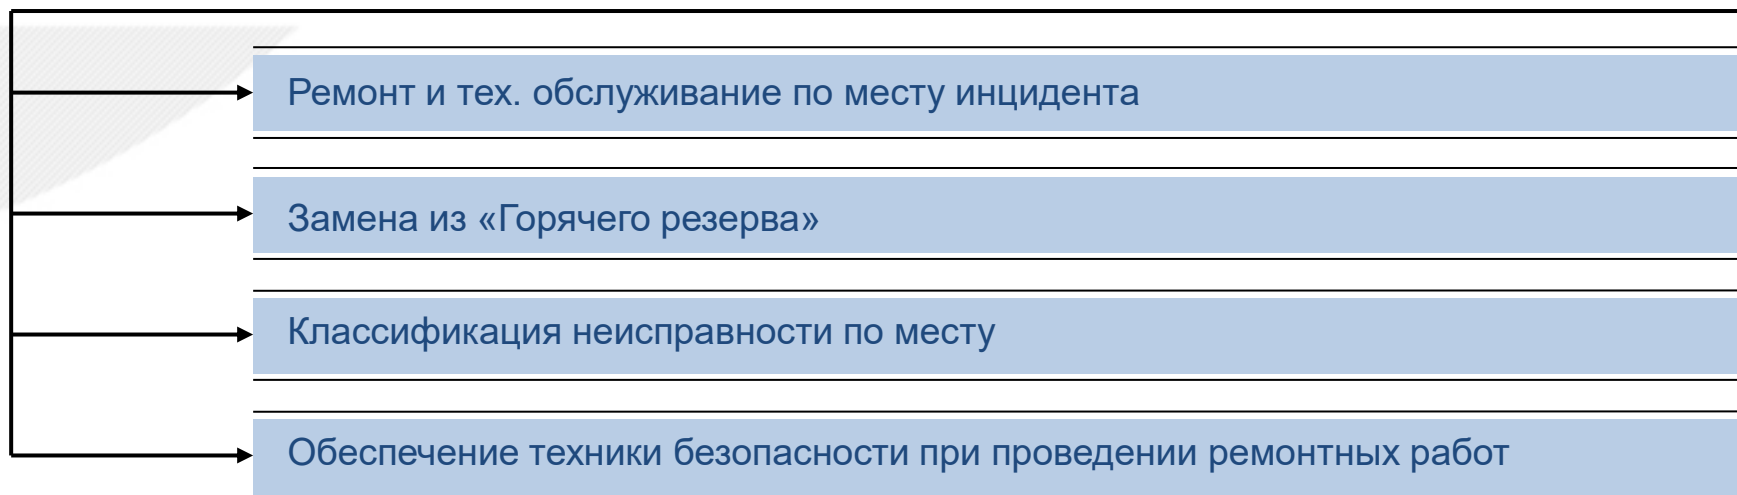 Ремонт и тех. обслуживание по месту инцидента
Замена из «Горячего резерва»
Классификация неисправности по месту
Обеспечение техники безопасности при проведении ремонтных работ